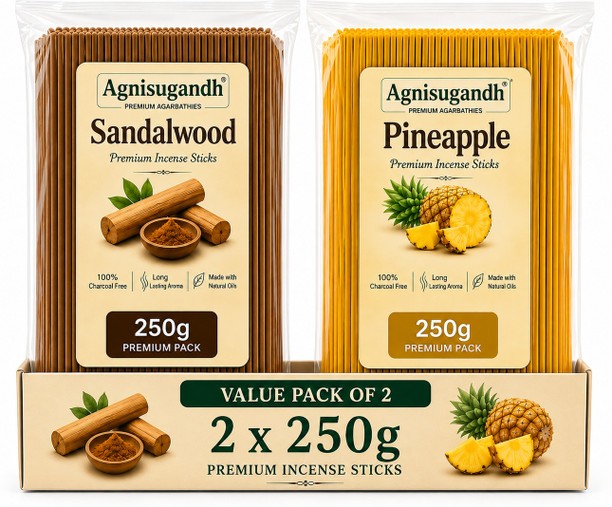 Agnisugandh®
PREMIUM AGARBATHIES
Sandalwood
Premium Incense Sticks
100%
Charcoal Free
Long
Lasting Aroma
Made with
Natural Oils
250g
PREMIUM PACK
Agnisugandh®
PREMIUM AGARBATHIES
Pineapple
Premium Incense Sticks
100%
Charcoal Free
Long
Lasting Aroma
Made with
Natural Oils
250g
PREMIUM PACK
VALUE PACK OF 2
2 x 250g
PREMIUM INCENSE STICKS